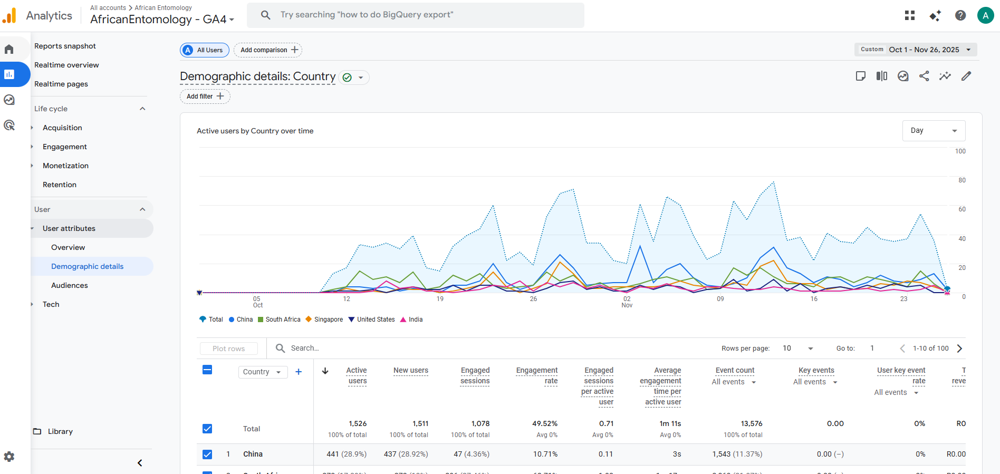 Analytics
All accounts > African Entomology
AfricanEntomology - GA4
Try searching "how to do BigQuery export"
A
Reports snapshot
Realtime overview
Realtime pages
Life cycle
Acquisition
Engagement
Monetization
Retention
User
User attributes
Overview
Demographic details
Audiences
Tech
Library
A All Users
Add comparison +
Custom Oct 1 - Nov 26, 2025
Demographic details: Country
Add filter +
Active users by Country over time
Day
100
80
60
40
20
0
05 12 19 26 02 09 16 23
Oct Nov
Total China South Africa Singapore United States India
Plot rows
Search...
Rows per page: 10 Go to: 1 1-10 of 100
Country +
Active users
New users
Engaged sessions
Engagement rate
Engaged sessions per active user
Average engagement time per active user
Event count
All events
Key events
All events
User key event rate
All events
T
reve
Total 1,526 1,511 1,078 49.52% 0.71 1m 11s 13,576 0.00 0% R0
100% of total 100% of total 100% of total Avg 0% Avg 0% Avg 0% 100% of total
1 China 441 (28.9%) 437 (28.92%) 47 (4.36%) 10.71% 0.11 3s 1,543 (11.37%) 0.00 (–) 0% R0.00